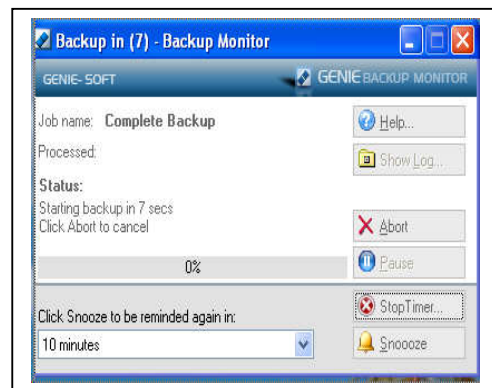 Backup in (7) - Backup Monitor
GENIE-SOFT
GENIE BACKUP MONITOR
Job name: Complete Backup
Help...
Processed:
Show Log...
Status:
Starting backup in 7 secs
Click Abort to cancel
Abort
0%
Pause
StopTimer...
Click Snooze to be reminded again in:
10 minutes
Snoooze